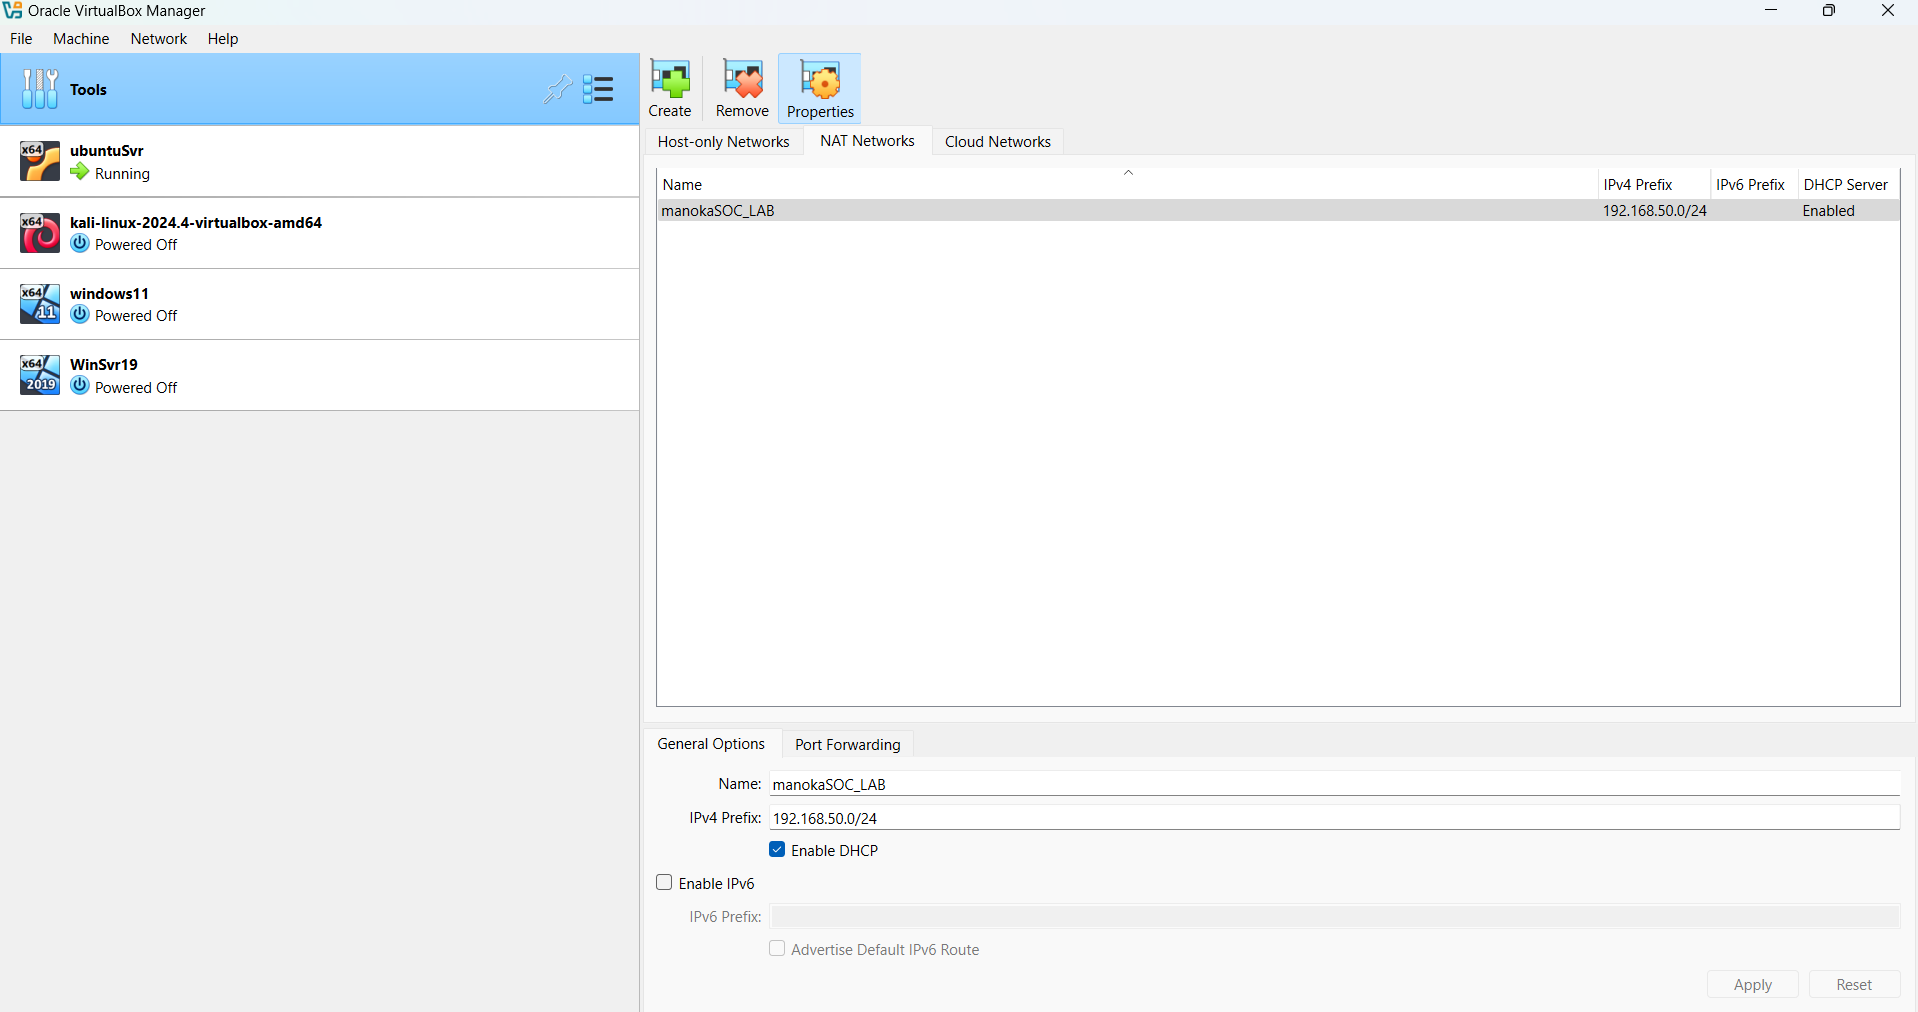 Oracle VirtualBox Manager
File Machine Network Help
Tools
x64
ubuntuSvr
Running
x64
kali-linux-2024.4-virtualbox-amd64
Powered Off
x64
11
windows11
Powered Off
x64
2019
WinSvr19
Powered Off
Create Remove Properties
Host-only Networks NAT Networks Cloud Networks
Name IPv4 Prefix IPv6 Prefix DHCP Server
manokaSOC_LAB 192.168.50.0/24 Enabled
General Options Port Forwarding
Name: manokaSOC_LAB
IPv4 Prefix: 192.168.50.0/24
Enable DHCP
Enable IPv6
IPv6 Prefix:
Advertise Default IPv6 Route
Apply Reset